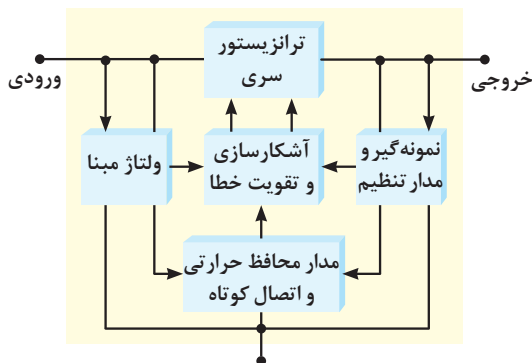 ترانزیستور
سری
خروجی
ورودی
نمونه‌گیر و
مدار تنظیم
آشکارسازی
و تقویت خطا
ولتاژ مبنا
مدار محافظ حرارتی
و اتصال کوتاه